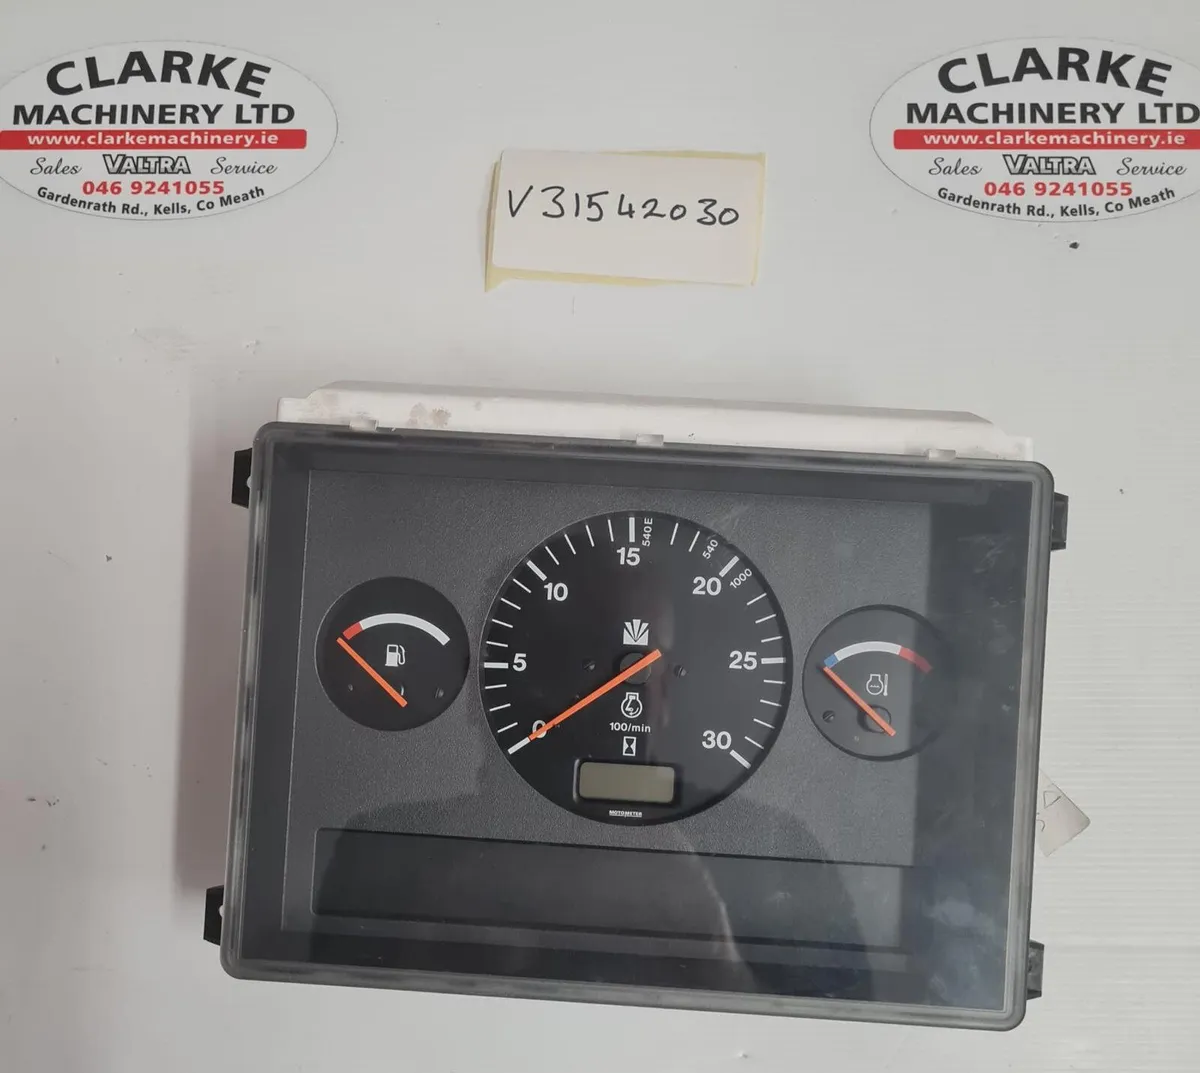 CLARKE
MACHINERY LTD
www.clarkemachinery.ie
Sales VALTRA Service
046 9241055
Gardenrath Rd., Kells, Co Meath
CLARKE
MACHINERY LTD
www.clarkemachinery.ie
Sales VALTRA Service
046 9241055
Gardenrath Rd., Kells, Co Meath
V31542030
540E
540
1000
0
5
10
15
20
25
30
100/min
MOTOMETER